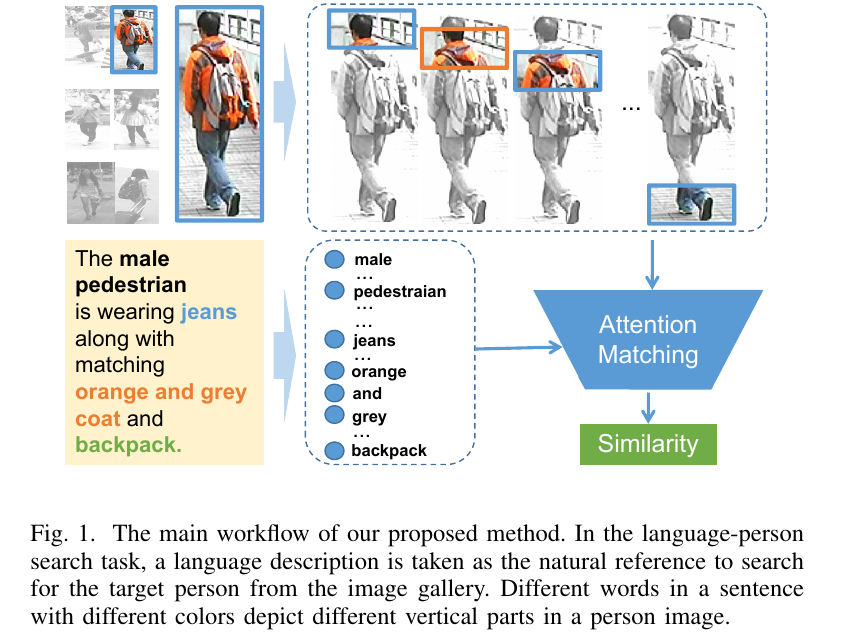 ...
The male
pedestrian
is wearing jeans
along with
matching
orange and grey
coat and
backpack.
male
...
pedestraian
...
...
jeans
...
orange
and
grey
...
backpack
Attention
Matching
Similarity
Fig. 1. The main workflow of our proposed method. In the language-person
search task, a language description is taken as the natural reference to search
for the target person from the image gallery. Different words in a sentence
with different colors depict different vertical parts in a person image.